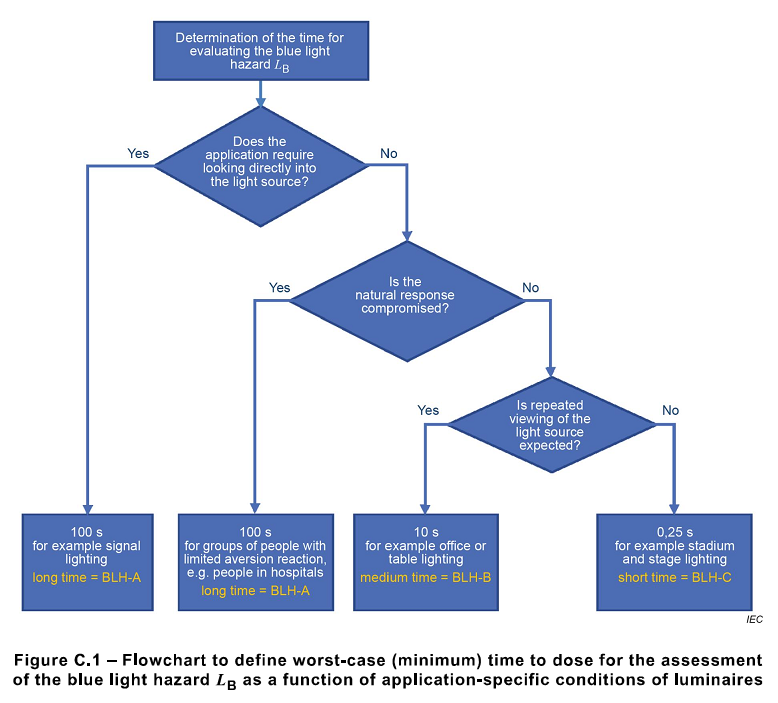 Determination of the time for
evaluating the blue light
hazard LB
Does the
application require
looking directly into
the light source?
Yes
No
Is the
natural response
compromised?
Yes
No
Is repeated
viewing of the
light source
expected?
Yes
No
100 s
for example signal
lighting
long time = BLH-A
100 s
for groups of people with
limited aversion reaction,
e.g. people in hospitals
long time = BLH-A
10 s
for example office or
table lighting
medium time = BLH-B
0,25 s
for example stadium
and stage lighting
short time = BLH-C
IEC
Figure C.1 – Flowchart to define worst-case (minimum) time to dose for the assessment
of the blue light hazard LB as a function of application-specific conditions of luminaires